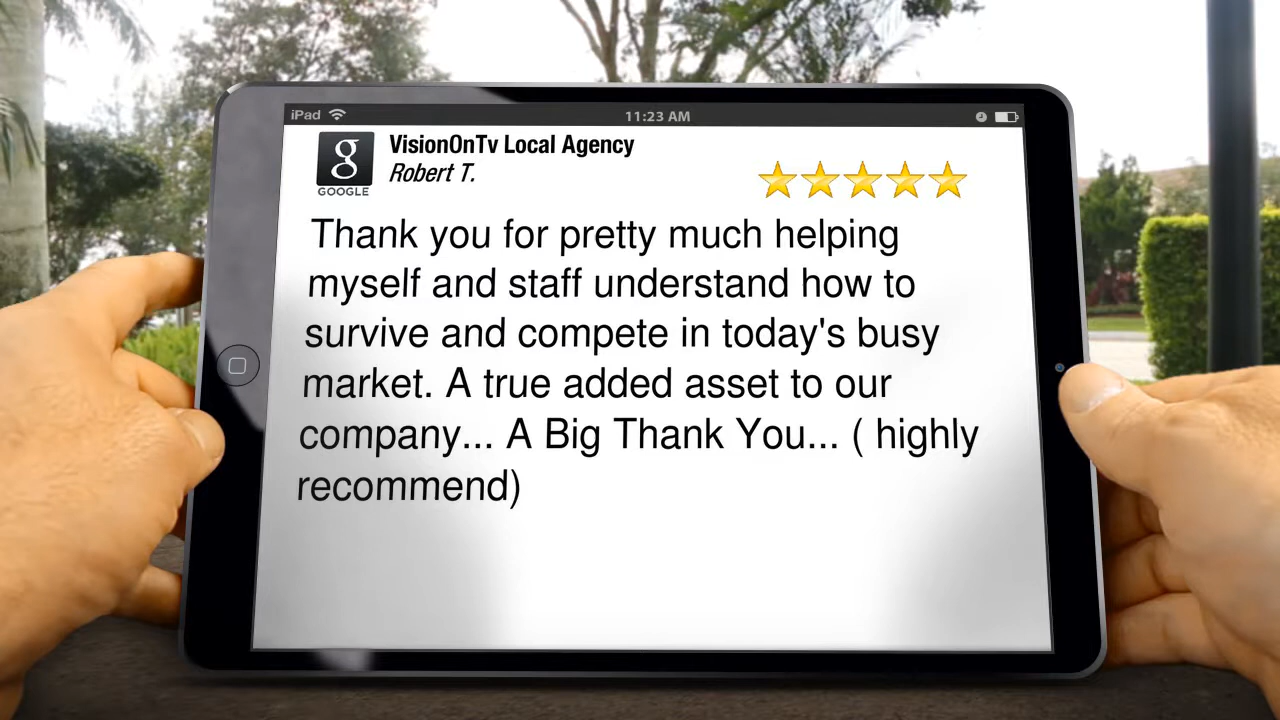 iPad 11:23 AM
g
GOOGLE
VisionOnTv Local Agency
Robert T.
Thank you for pretty much helping
myself and staff understand how to
survive and compete in today's busy
market. A true added asset to our
company... A Big Thank You... ( highly
recommend)